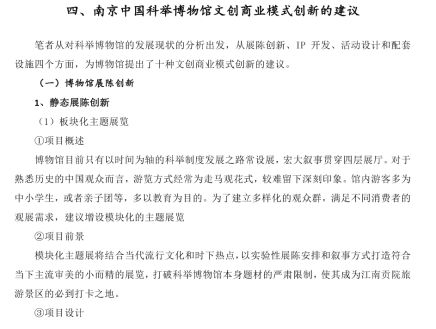 四、南京中国科举博物馆文创商业模式创新的建议
笔者从对科举博物馆的发展现状的分析出发，从展陈创新、IP 开发、活动设计和配套
设施四个方面，为博物馆提出了十种文创商业模式创新的建议。
（一）博物馆展陈创新
1、静态展陈创新
（1）板块化主题展览
①项目概述
博物馆目前只有以时间为轴的科举制度发展之路常设展，宏大叙事贯穿四层展厅。对于
熟悉历史的中国观众而言，游览方式经常为走马观花式，较难留下深刻印象。馆内游客多为
中小学生，或者亲子团等，多以教育为目的。为了建立多样化的观众群，满足不同消费者的
观展需求，建议增设模块化的主题展览
②项目前景
模块化主题展将结合当代流行文化和时下热点，以实验性展陈安排和叙事方式打造符合
当下主流审美的小而精的展览，打破科举博物馆本身题材的严肃限制，使其成为江南贡院旅
游景区的必到打卡之地。
③项目设计